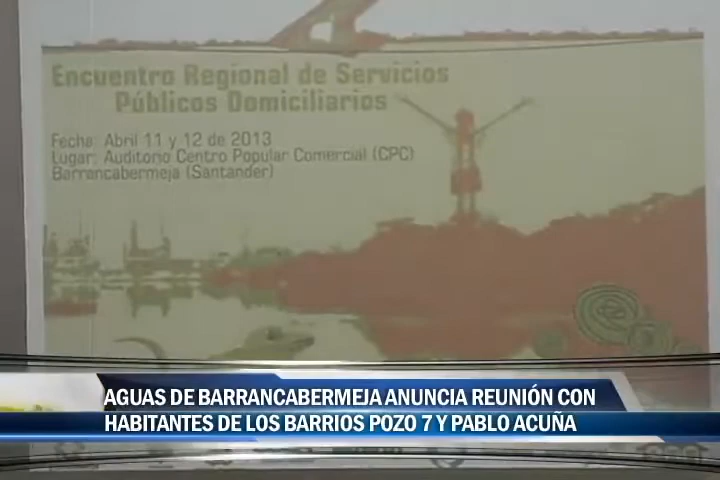 Encuentro Regional de Servicios
Públicos Domiciliarios
Fecha: Abril 11 y 12 de 2013
Lugar: Auditorio Centro Popular Comercial (CPC)
Barrancabermeja (Santander)
AGUAS DE BARRANCABERMEJA ANUNCIA REUNIÓN CON
HABITANTES DE LOS BARRIOS POZO 7 Y PABLO ACUÑA